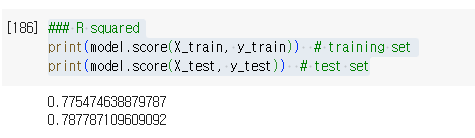 [186] ### R squared
print(model.score(X_train, y_train)) # training set
print(model.score(X_test, y_test)) # test set
0.775474638879787
0.787787109609092